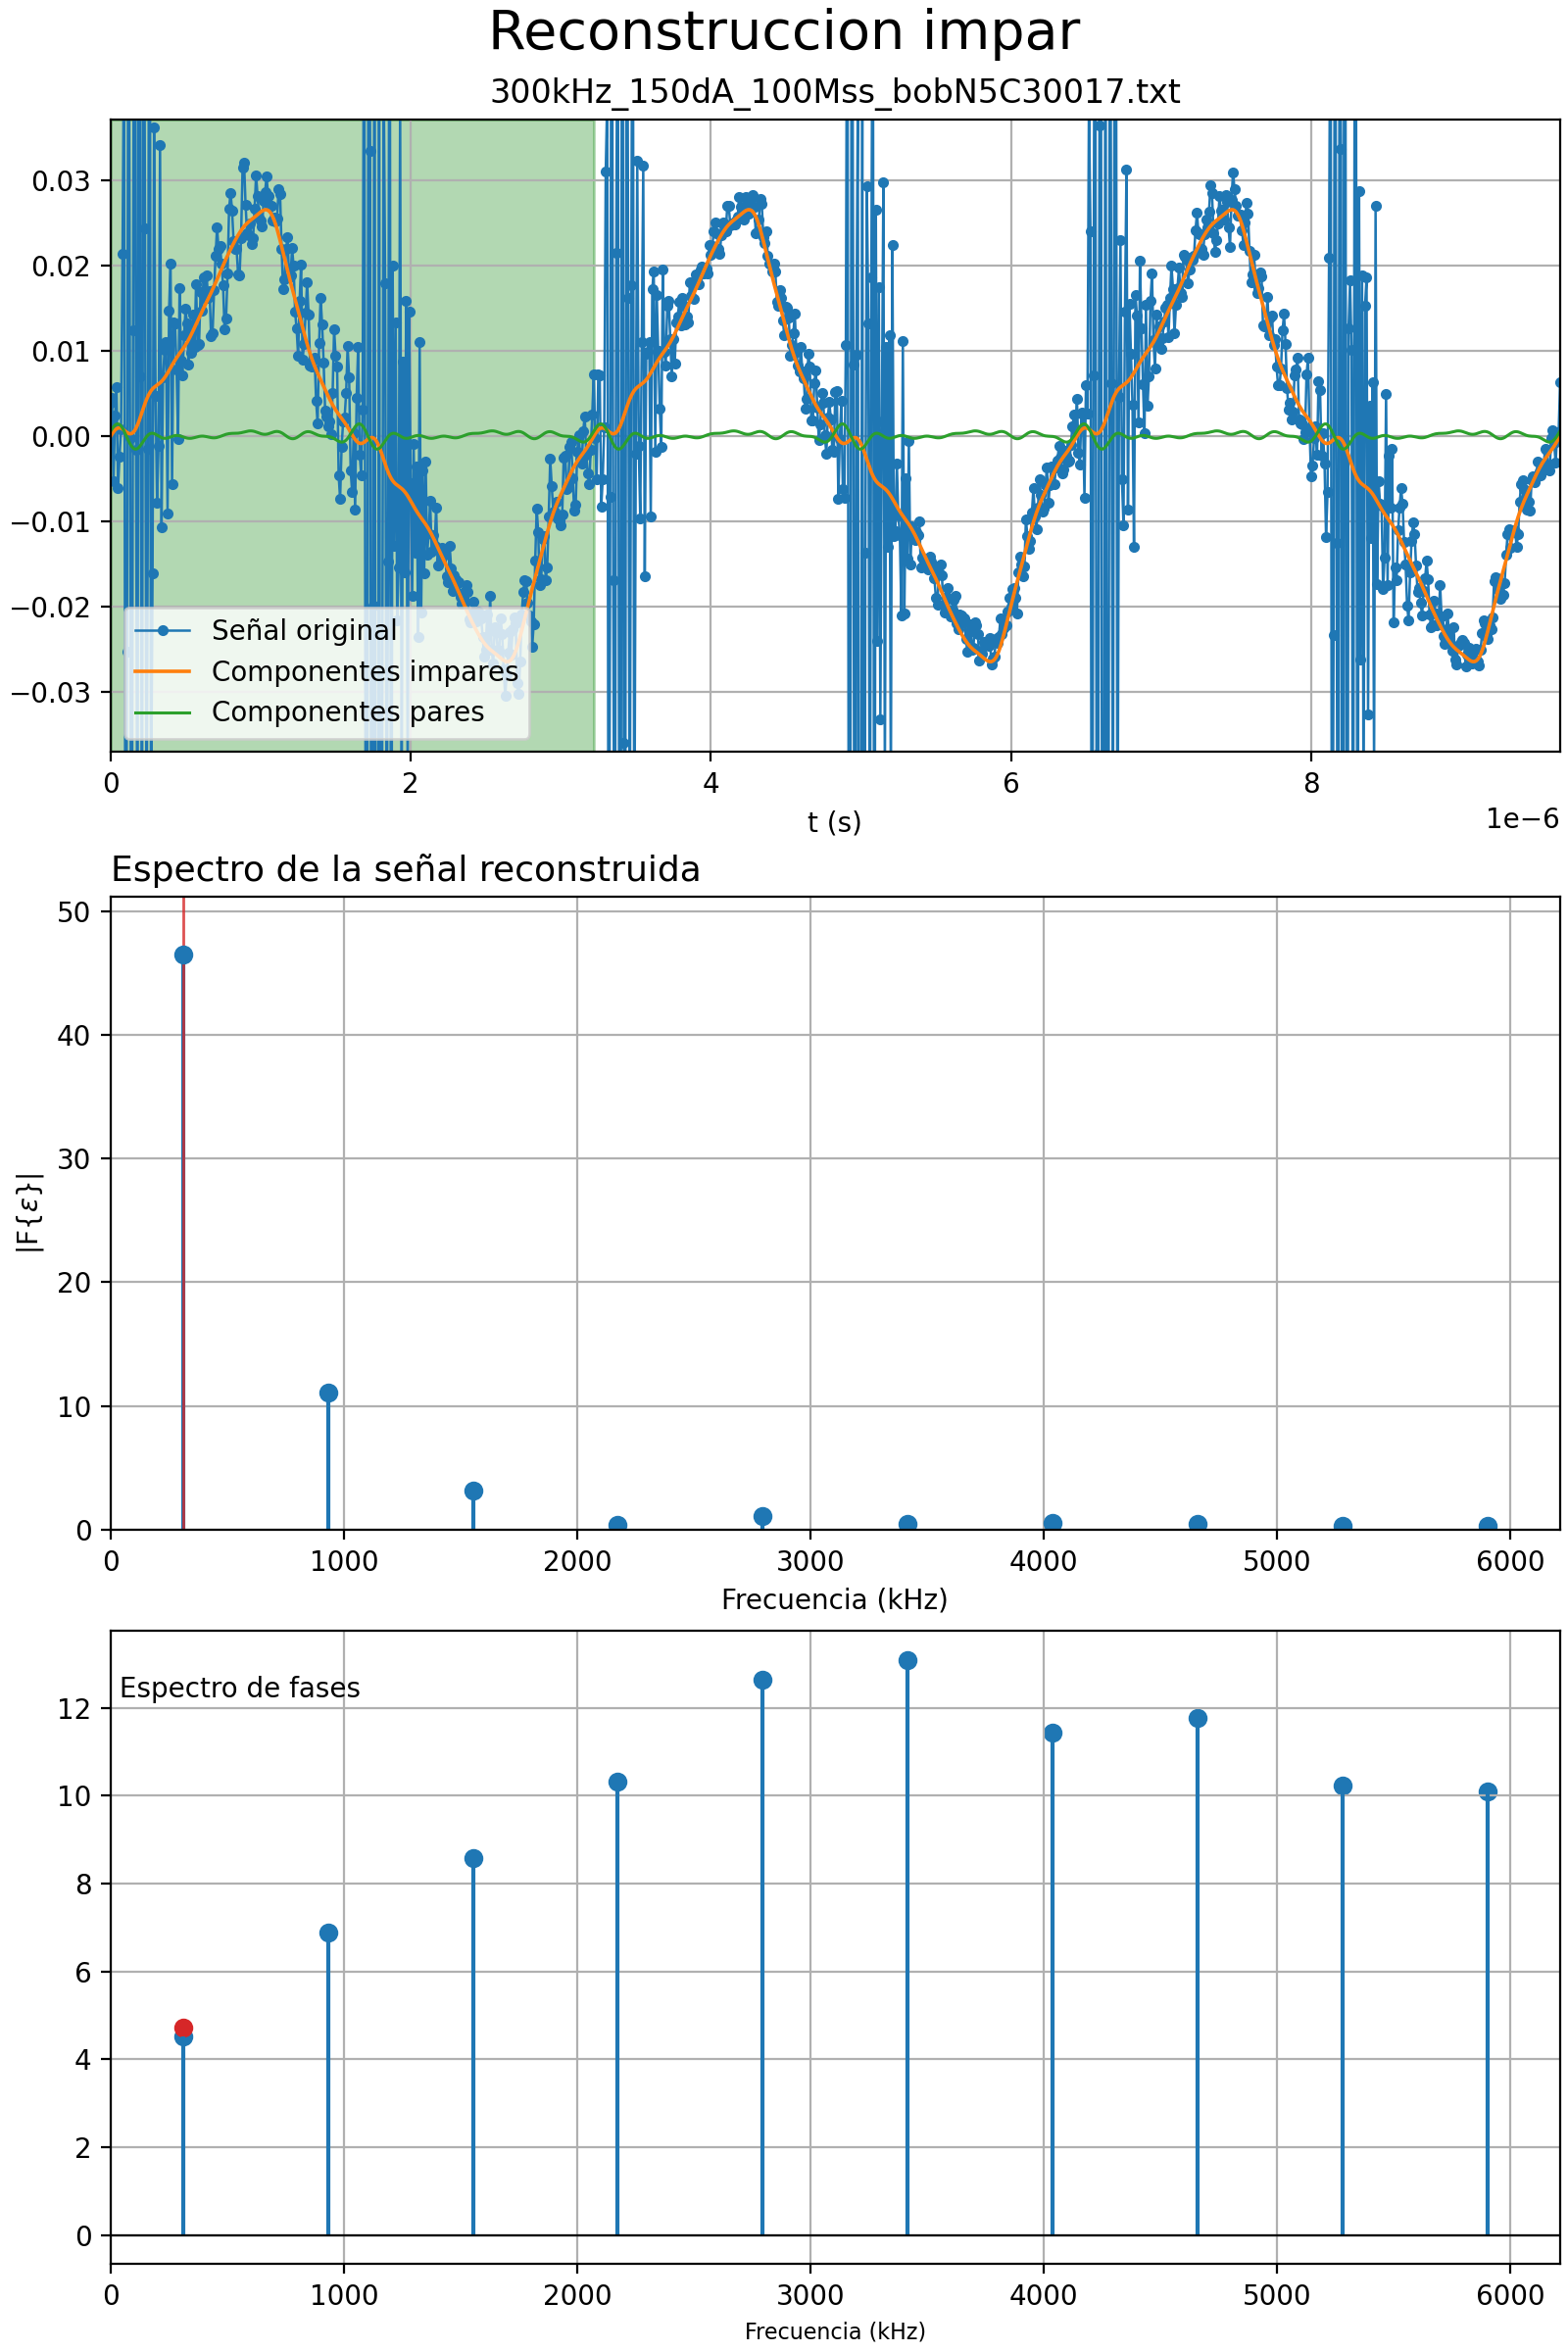 Reconstruccion impar
300kHz_150dA_100Mss_bobN5C30017.txt
0.03
0.02
0.01
0.00
−0.01
−0.02
−0.03
Señal original
Componentes impares
Componentes pares
0 2 4 6 8
t (s)
1e−6
Espectro de la señal reconstruida
50
40
30
20
10
0
|F{ε}|
0 1000 2000 3000 4000 5000 6000
Frecuencia (kHz)
Espectro de fases
12
10
8
6
4
2
0
0 1000 2000 3000 4000 5000 6000
Frecuencia (kHz)